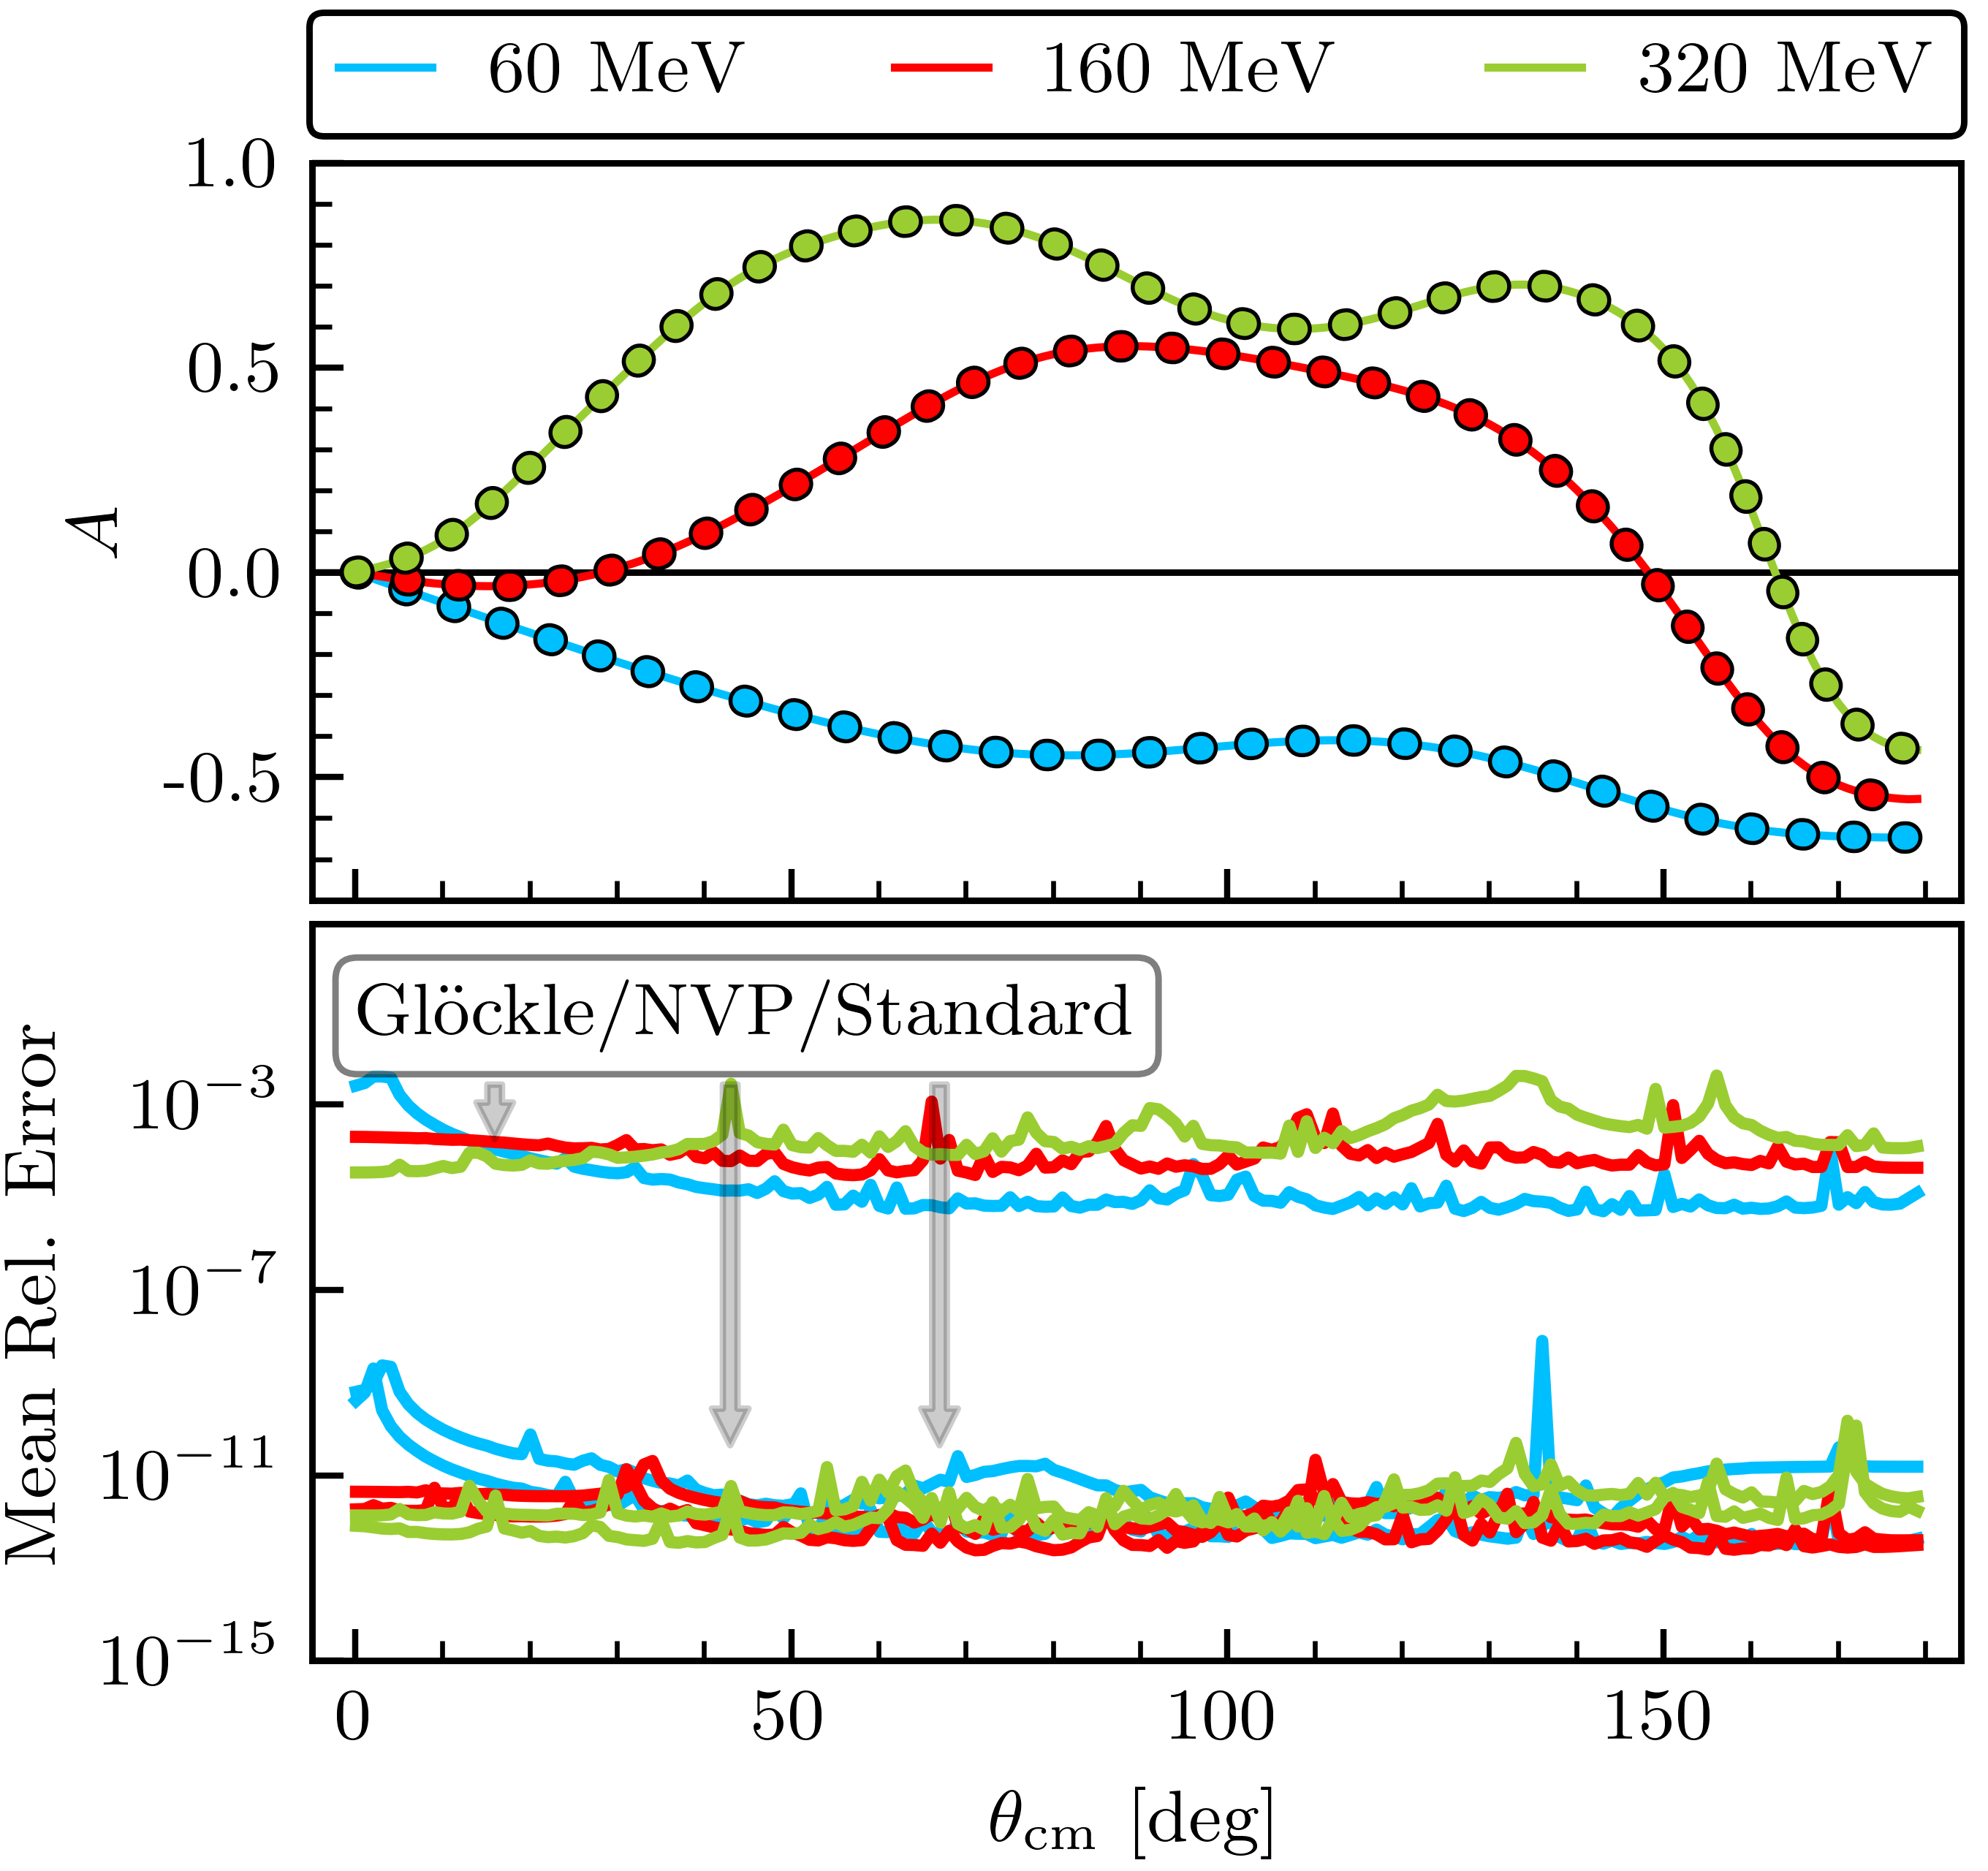 60 MeV 160 MeV 320 MeV
1.0
0.5
0.0
-0.5
A
Glöckle/NVP/Standard
10⁻³
10⁻⁷
10⁻¹¹
10⁻¹⁵
Mean Rel. Error
0 50 100 150
θcm [deg]